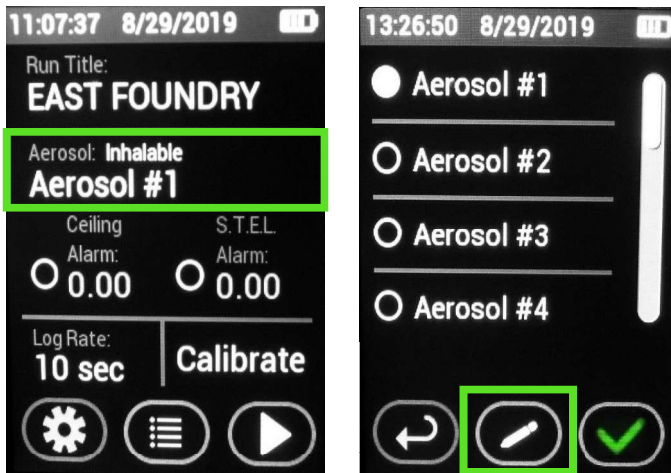 11:07:37 8/29/2019
Run Title:
EAST FOUNDRY
Aerosol: Inhalable
Aerosol #1
Ceiling
Alarm:
0.00
S.T.E.L.
Alarm:
0.00
Log Rate:
10 sec
Calibrate
13:26:50 8/29/2019
Aerosol #1
Aerosol #2
Aerosol #3
Aerosol #4